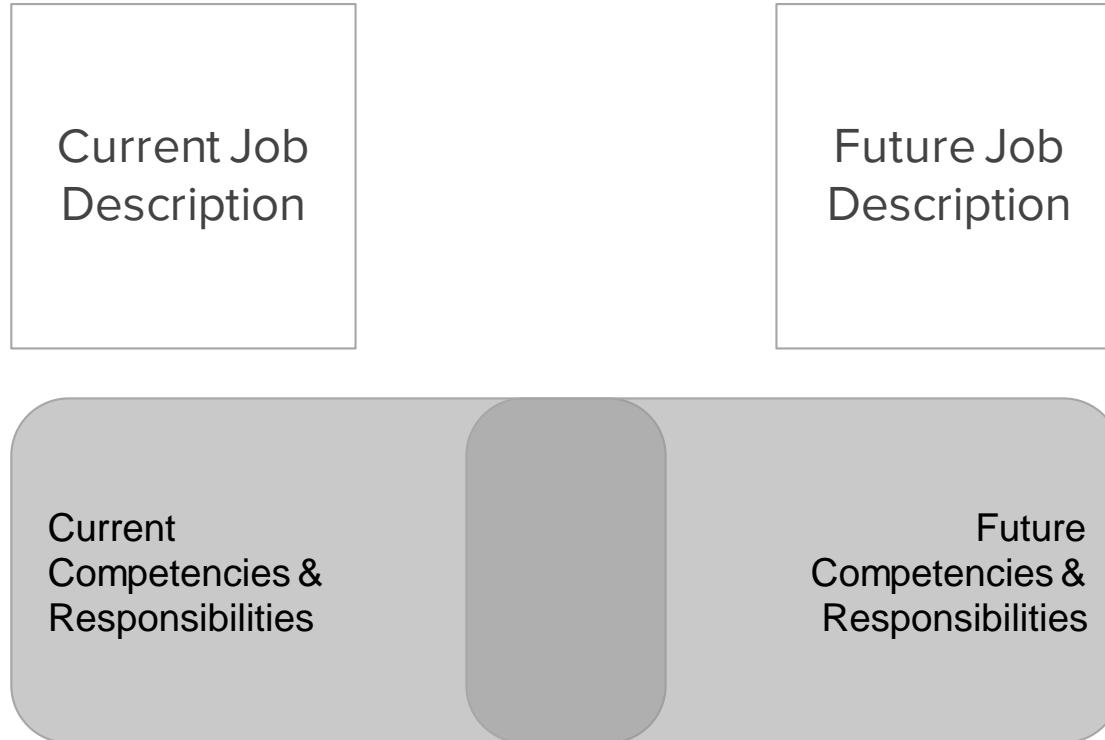 Current Job
Description
Future Job
Description
Current
Competencies &
Responsibilities
Future
Competencies &
Responsibilities